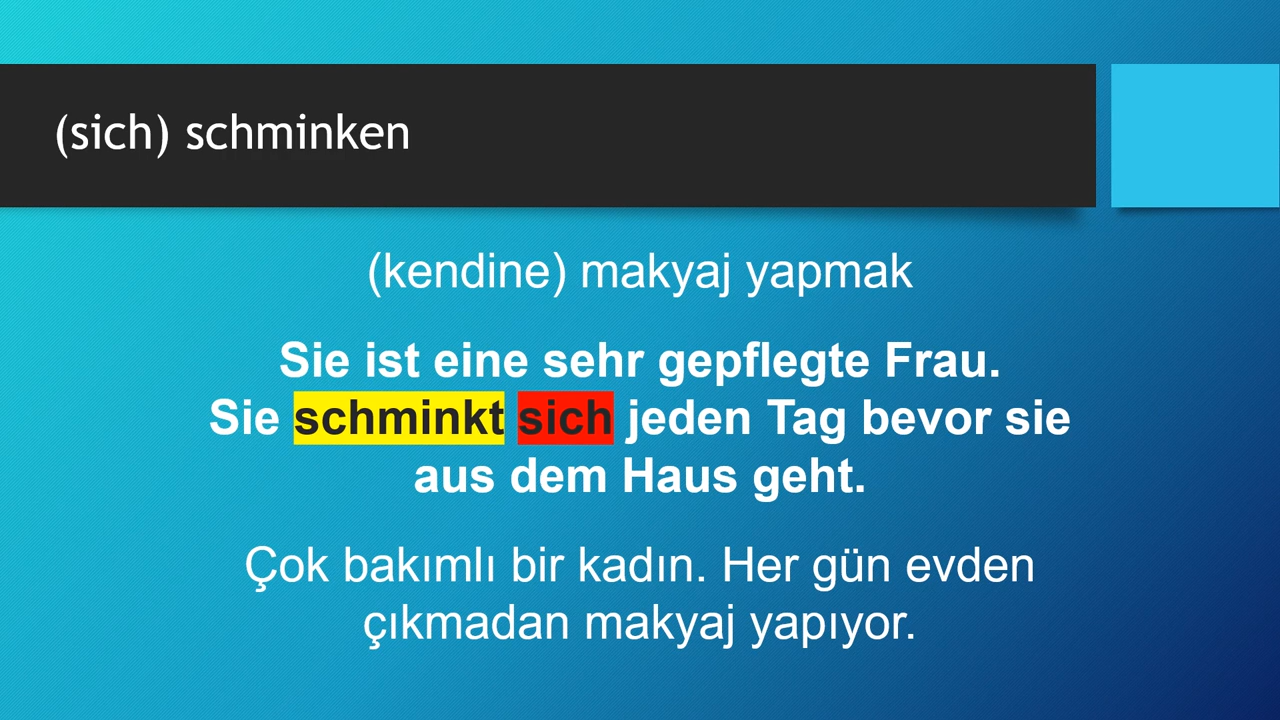 (sich) schminken
(kendine) makyaj yapmak
Sie ist eine sehr gepflegte Frau.
Sie schminkt sich jeden Tag bevor sie
aus dem Haus geht.
Çok bakımlı bir kadın. Her gün evden
çıkmadan makyaj yapıyor.